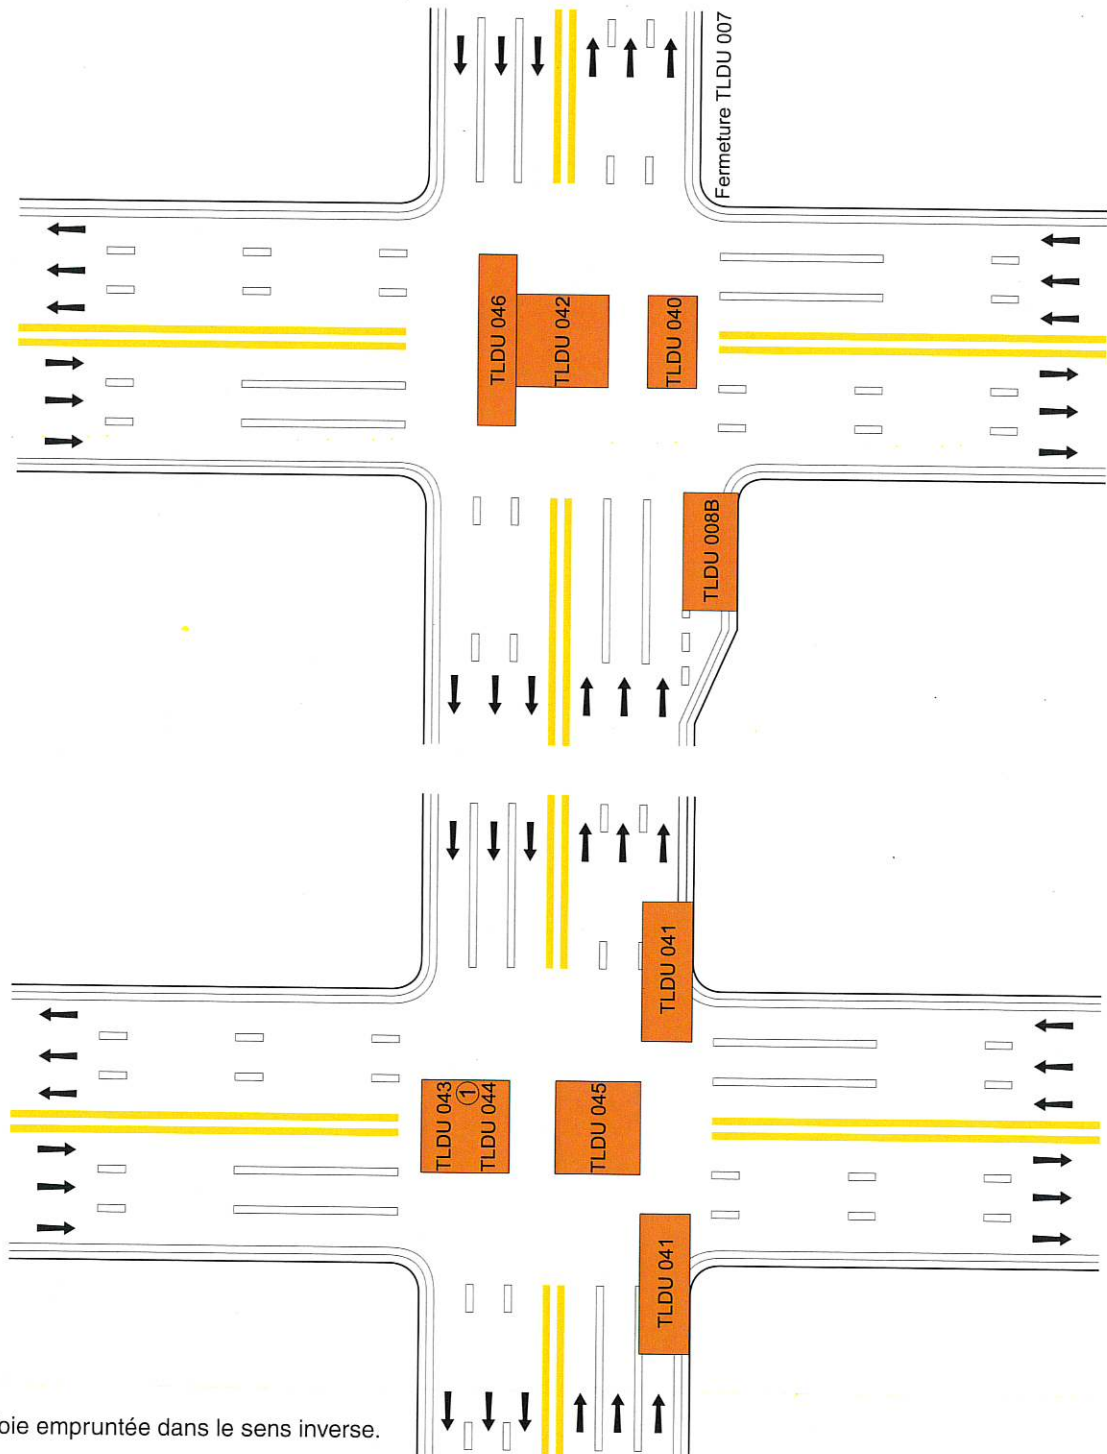 Fermeture TLDU 007
TLDU 046
TLDU 042
TLDU 040
TLDU 008B
TLDU 041
TLDU 043
1
TLDU 044
TLDU 045
TLDU 041
empruntée dans le sens inverse.